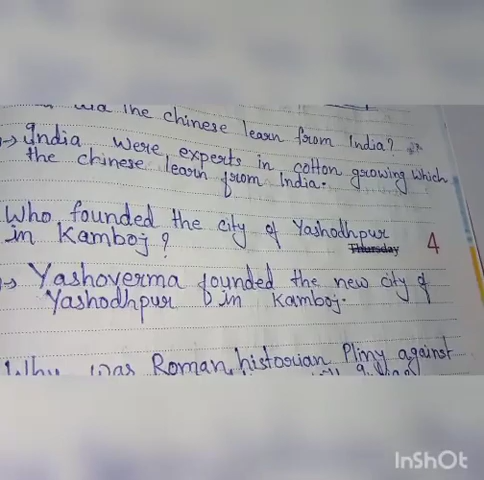 did the chinese learn from India?
-> India were experts in cotton growing which
the chinese learn from India.
Who founded the city of Yashodhpur
in Kamboj?
Thursday
4
-> Yashoverma founded the new city of
Yashodhpur in Kamboj.
Why was Roman historian Pliny against
InShOt